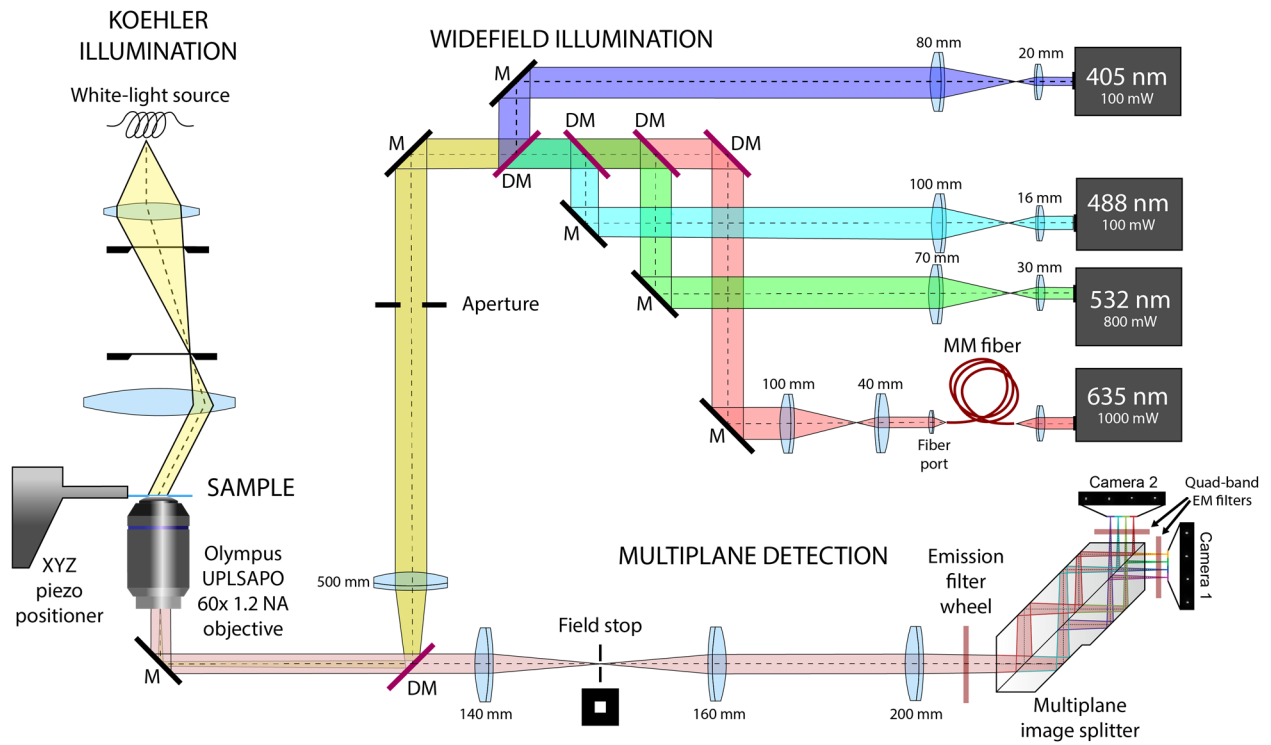 KOEHLER
ILLUMINATION
White-light source
WIDEFIELD ILLUMINATION
M
80 mm
20 mm
405 nm
100 mW
M
DM
DM
DM
DM
100 mm
16 mm
488 nm
100 mW
M
70 mm
30 mm
532 nm
800 mW
M
Aperture
MM fiber
100 mm
40 mm
635 nm
1000 mW
M
Fiber
port
SAMPLE
XYZ
piezo
positioner
Olympus
UPLSAPO
60x 1.2 NA
objective
500 mm
M
DM
MULTIPLANE DETECTION
140 mm
Field stop
160 mm
200 mm
Emission
filter
wheel
Camera 2
Quad-band
EM filters
Camera 1
Multiplane
image splitter